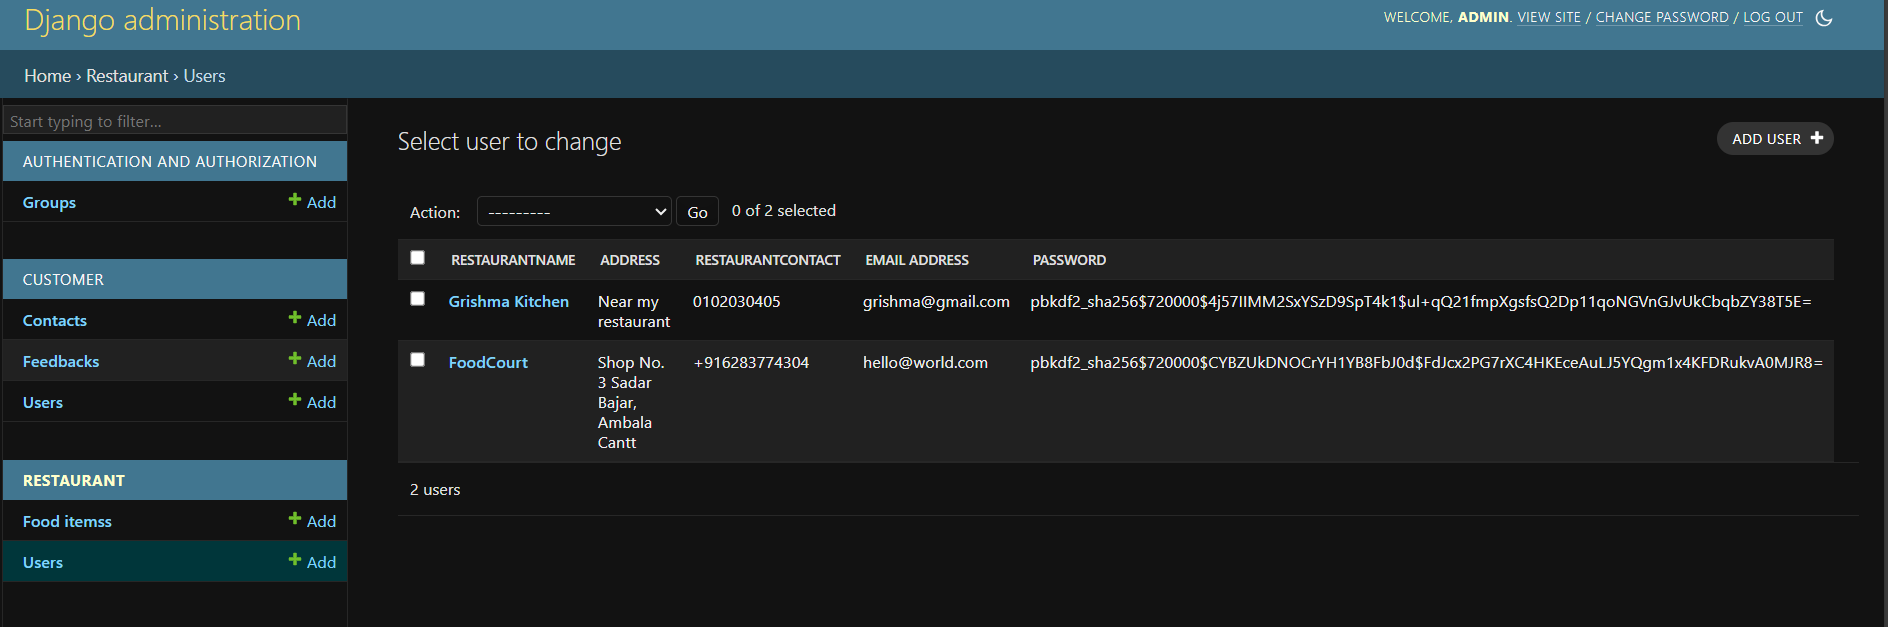 Django administration
WELCOME, ADMIN. VIEW SITE / CHANGE PASSWORD / LOG OUT
Home › Restaurant › Users
Start typing to filter...
AUTHENTICATION AND AUTHORIZATION
Groups + Add
CUSTOMER
Contacts + Add
Feedbacks + Add
Users + Add
RESTAURANT
Food itemss + Add
Users + Add
Select user to change
ADD USER +
Action: --------- Go 0 of 2 selected
RESTAURANTNAME ADDRESS RESTAURANTCONTACT EMAIL ADDRESS PASSWORD
Grishma Kitchen Near my 0102030405 grishma@gmail.com pbkdf2_sha256$720000$4j57IIMM2SxYSzD9SpT4k1$ul+qQ21fmpXgsfsQ2Dp11qoNGVnGJvUkCbqbZY38T5E=
restaurant
FoodCourt Shop No. +916283774304 hello@world.com pbkdf2_sha256$720000$CYBZUkDNOCrYH1YB8FbJ0d$FdJcx2PG7rXC4HKEceAuLJ5YQgm1x4KFDRukvA0MJR8=
3 Sadar
Bajar,
Ambala
Cantt
2 users